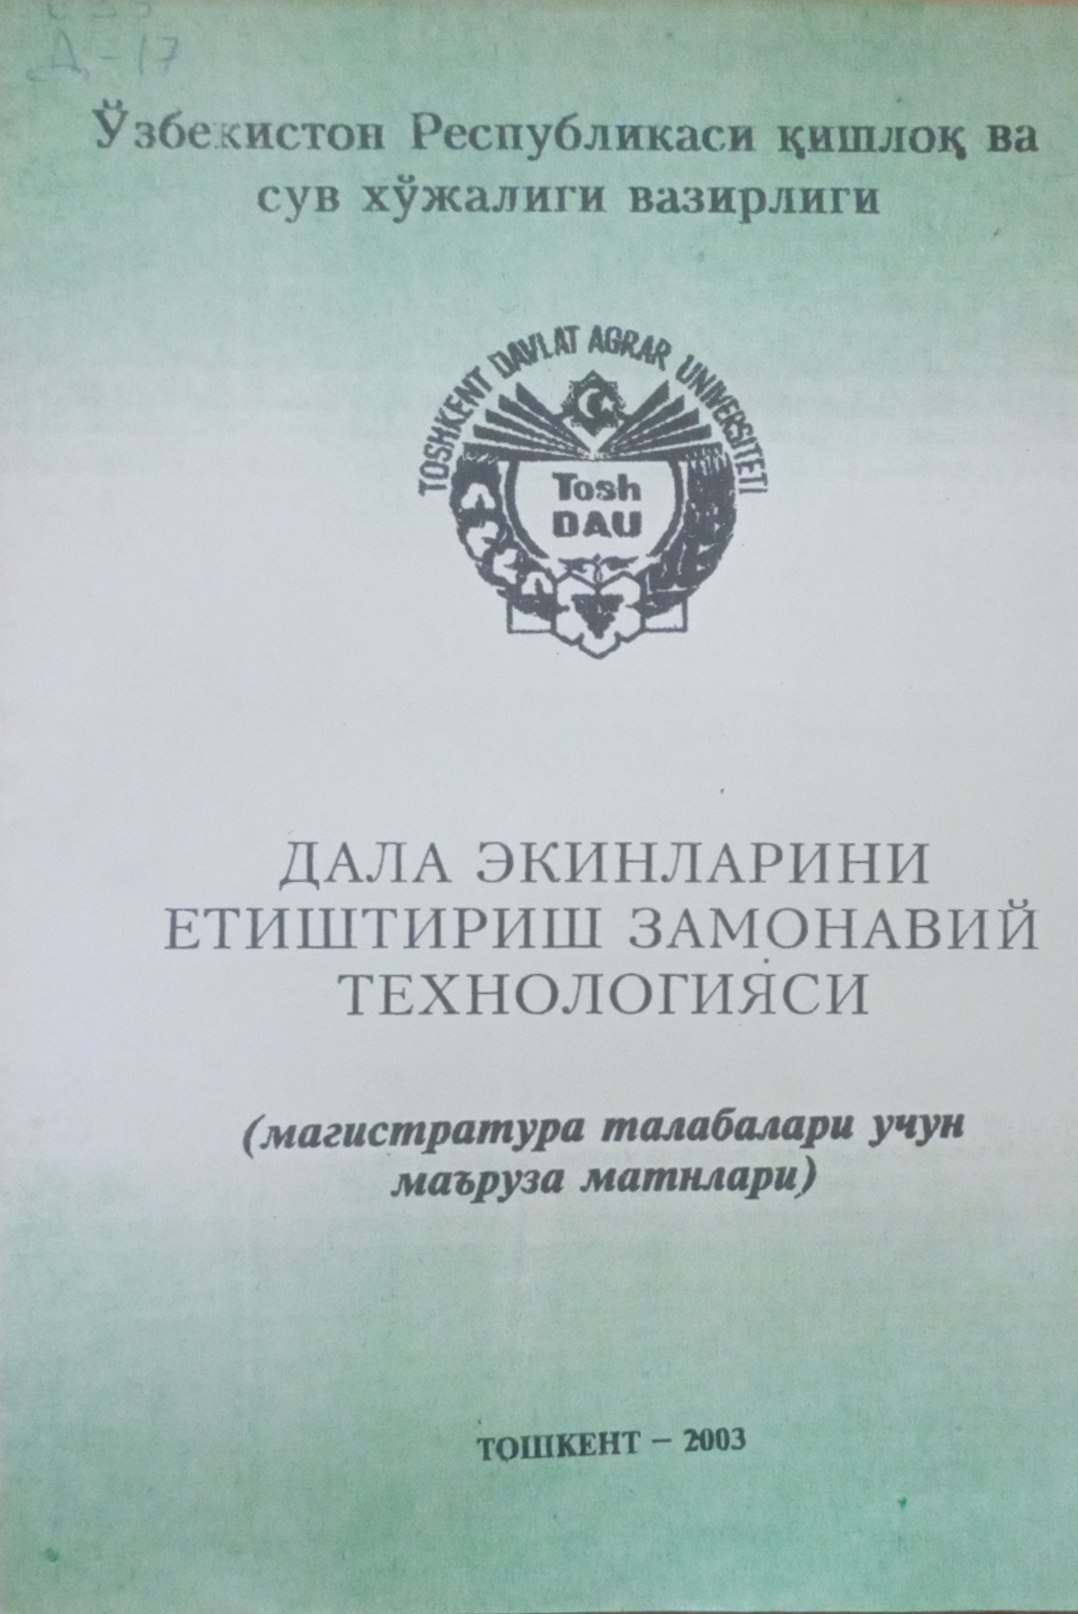 Д-17
Ўзбекистон Республикаси қишлоқ ва
сув хўжалиги вазирлиги
TOSHKENT DAVLAT AGRAR UNIVERSITETI
Tosh
DAU
ДАЛА ЭКИНЛАРИНИ
ЕТИШТИРИШ ЗАМОНАВИЙ
ТЕХНОЛОГИЯСИ
(магистратура талабалари учун
маъруза матнлари)
ТОШКЕНТ – 2003